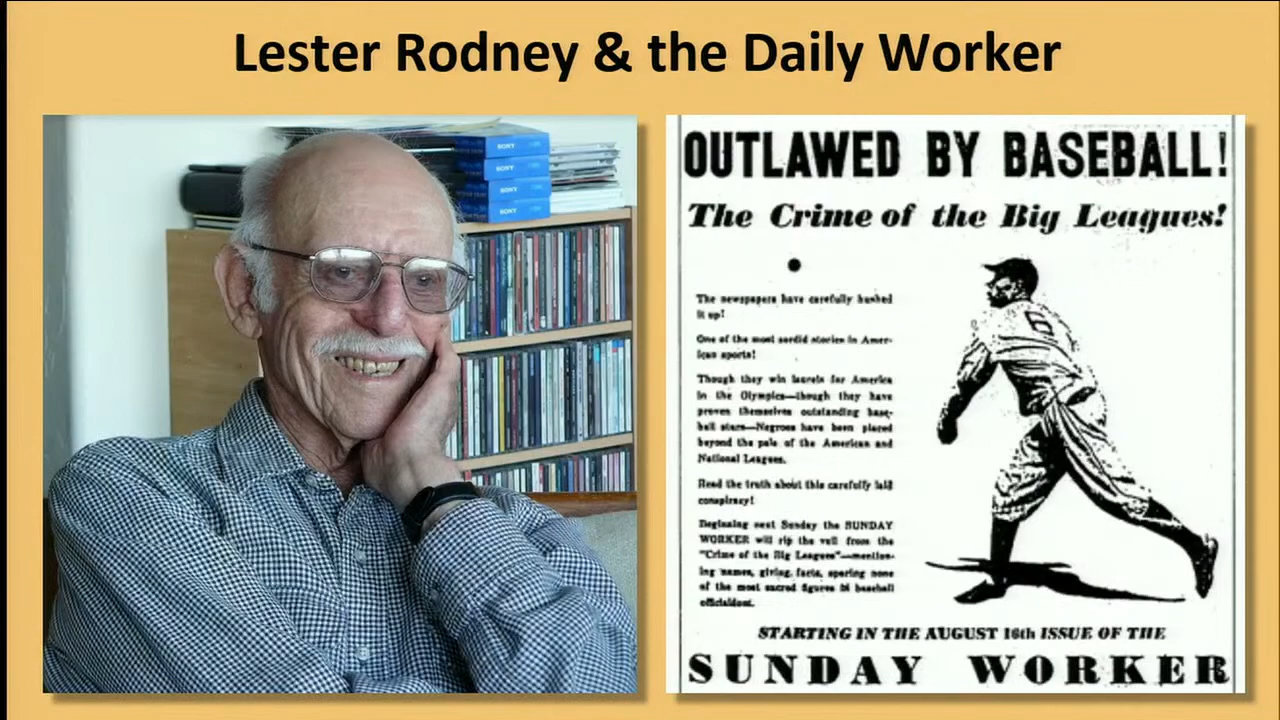 Lester Rodney & the Daily Worker
SONY
SONY
SONY
SONY
OUTLAWED BY BASEBALL!
The Crime of the Big Leagues!
The newspapers have carefully hushed
it up!
One of the most sordid stories in Amer-
ican sports!
Though they win laurels for America
in the Olympics—though they have
proven themselves outstanding base-
ball stars—Negroes have been placed
beyond the pale of the American and
National Leagues.
Read the truth about this carefully laid
conspiracy!
Beginning next Sunday the SUNDAY
WORKER will rip the veil from the
"Crime of the Big Leagues"—mention-
ing names, giving facts, sparing none
of the most sacred figures in baseball
officialdom.
6
STARTING IN THE AUGUST 16th ISSUE OF THE
SUNDAY WORKER